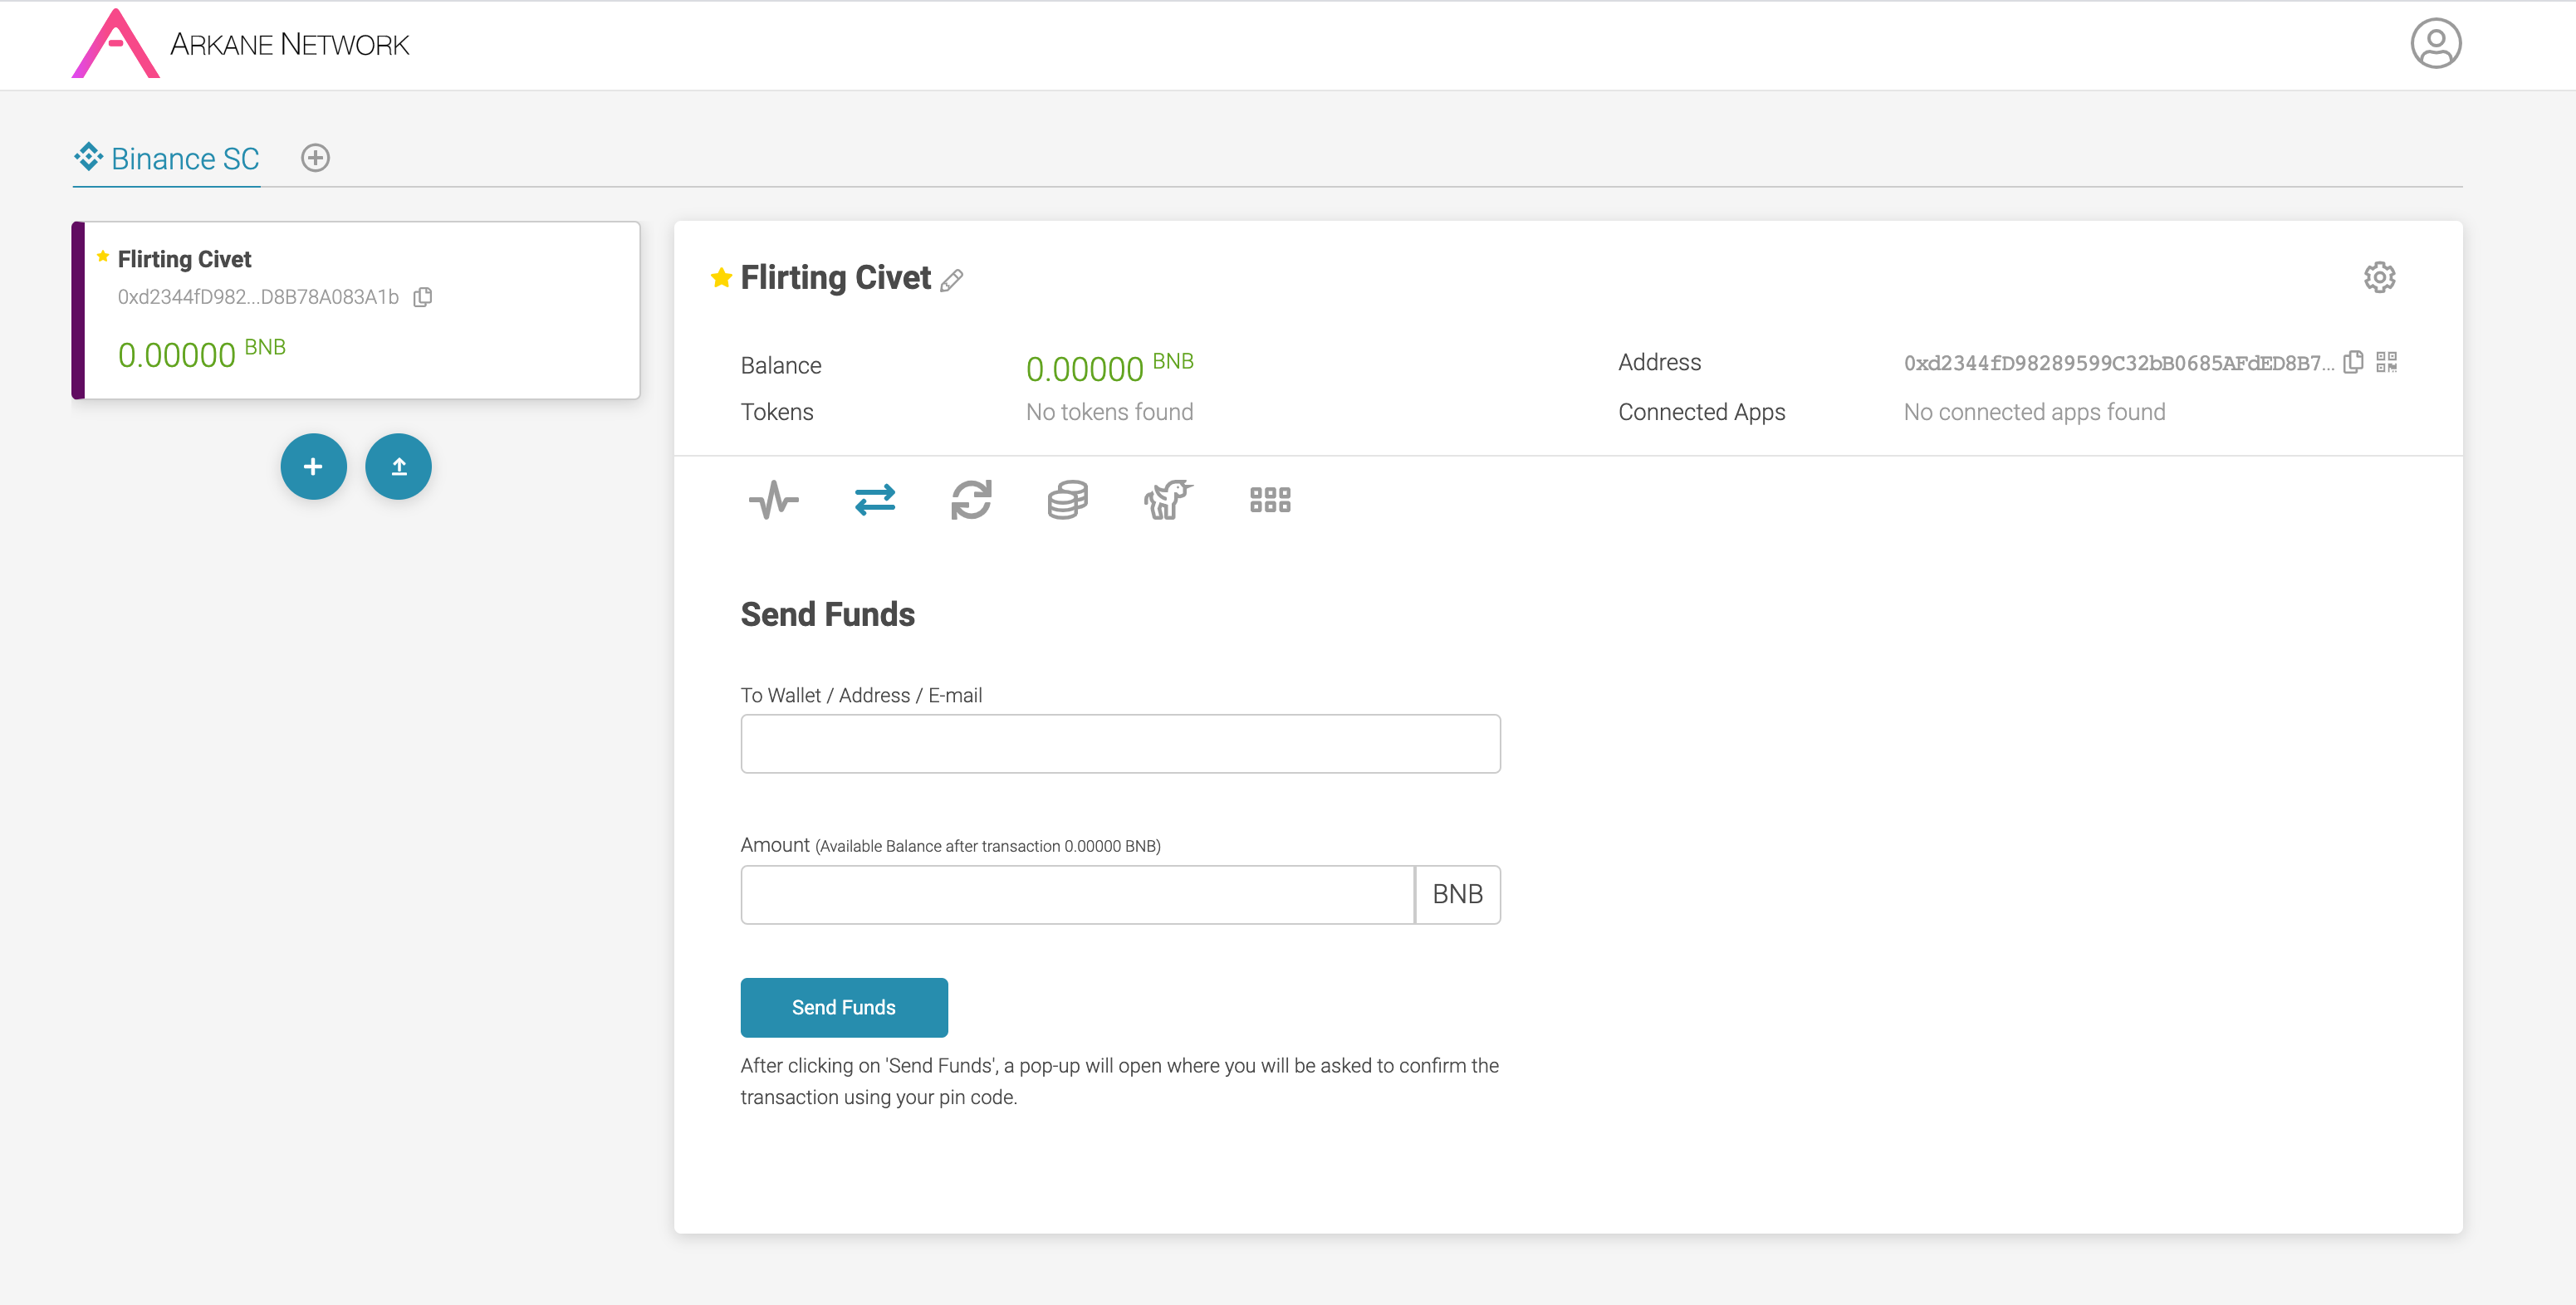 ARKANE NETWORK
Binance SC
Flirting Civet
0xd2344fD982...D8B78A083A1b
0.00000 BNB
Flirting Civet
Balance
0.00000 BNB
Address
0xd2344fD98289599C32bB0685AFdED8B7...
Tokens
No tokens found
Connected Apps
No connected apps found
Send Funds
To Wallet / Address / E-mail
Amount (Available Balance after transaction 0.00000 BNB)
BNB
Send Funds
After clicking on 'Send Funds', a pop-up will open where you will be asked to confirm the
transaction using your pin code.